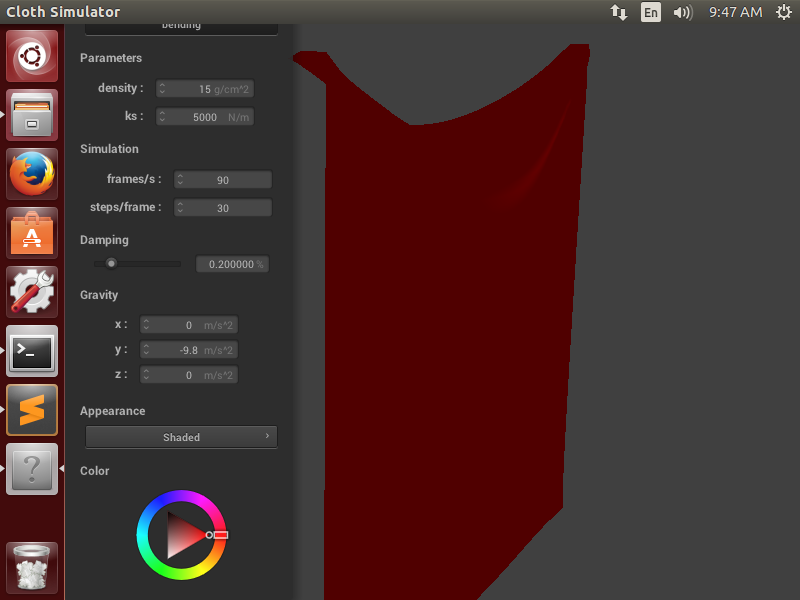 Cloth Simulator
En
9:47 AM
bending
Parameters
density : 15 g/cm^2
ks : 5000 N/m
Simulation
frames/s : 90
steps/frame : 30
Damping
0.200000 %
Gravity
x : 0 m/s^2
y : -9.8 m/s^2
z : 0 m/s^2
Appearance
Shaded
Color